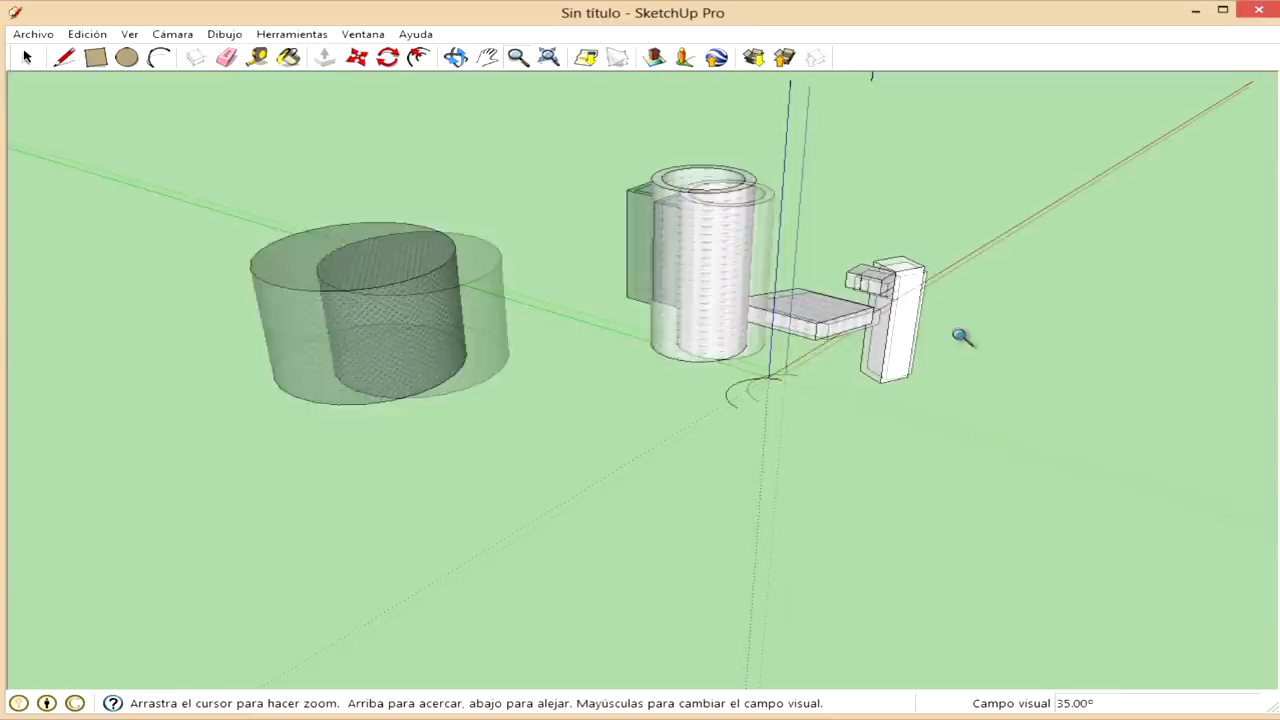 Sin título - SketchUp Pro
Archivo Edición Ver Cámara Dibujo Herramientas Ventana Ayuda
Arrastra el cursor para hacer zoom. Arriba para acercar, abajo para alejar. Mayúsculas para cambiar el campo visual. Campo visual 35.00º